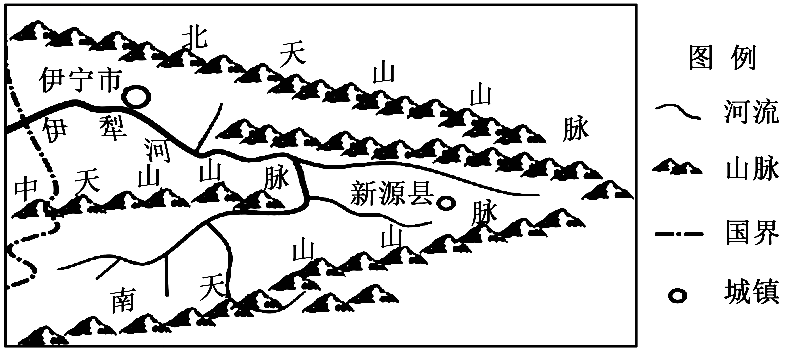 北天山山脉
伊宁市
伊犁河
中天山山脉
新源县
南天山山脉
图例
河流
山脉
国界
城镇